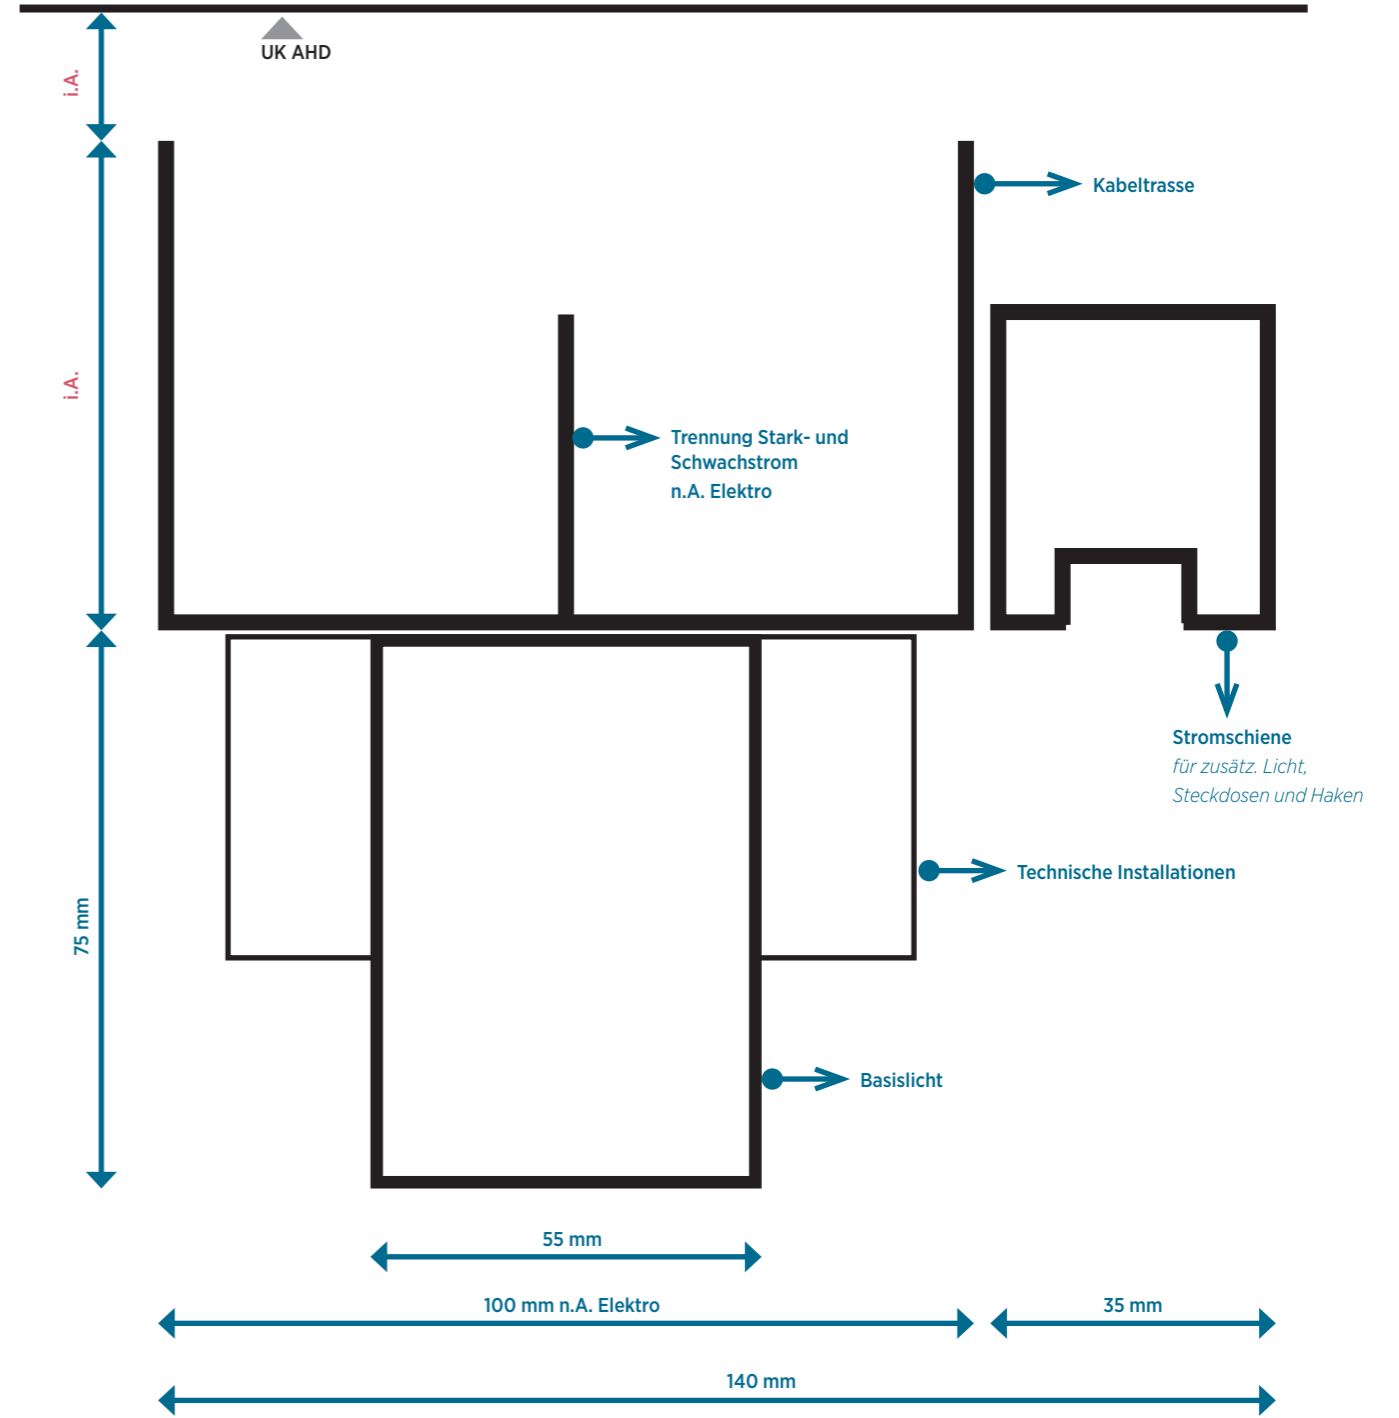 UK AHD
i.A.
Kabeltrasse
i.A.
Trennung Stark- und
Schwachstrom
n.A. Elektro
Stromschiene
für zusätz. Licht,
Steckdosen und Haken
Technische Installationen
75 mm
Basislicht
55 mm
100 mm n.A. Elektro
35 mm
140 mm